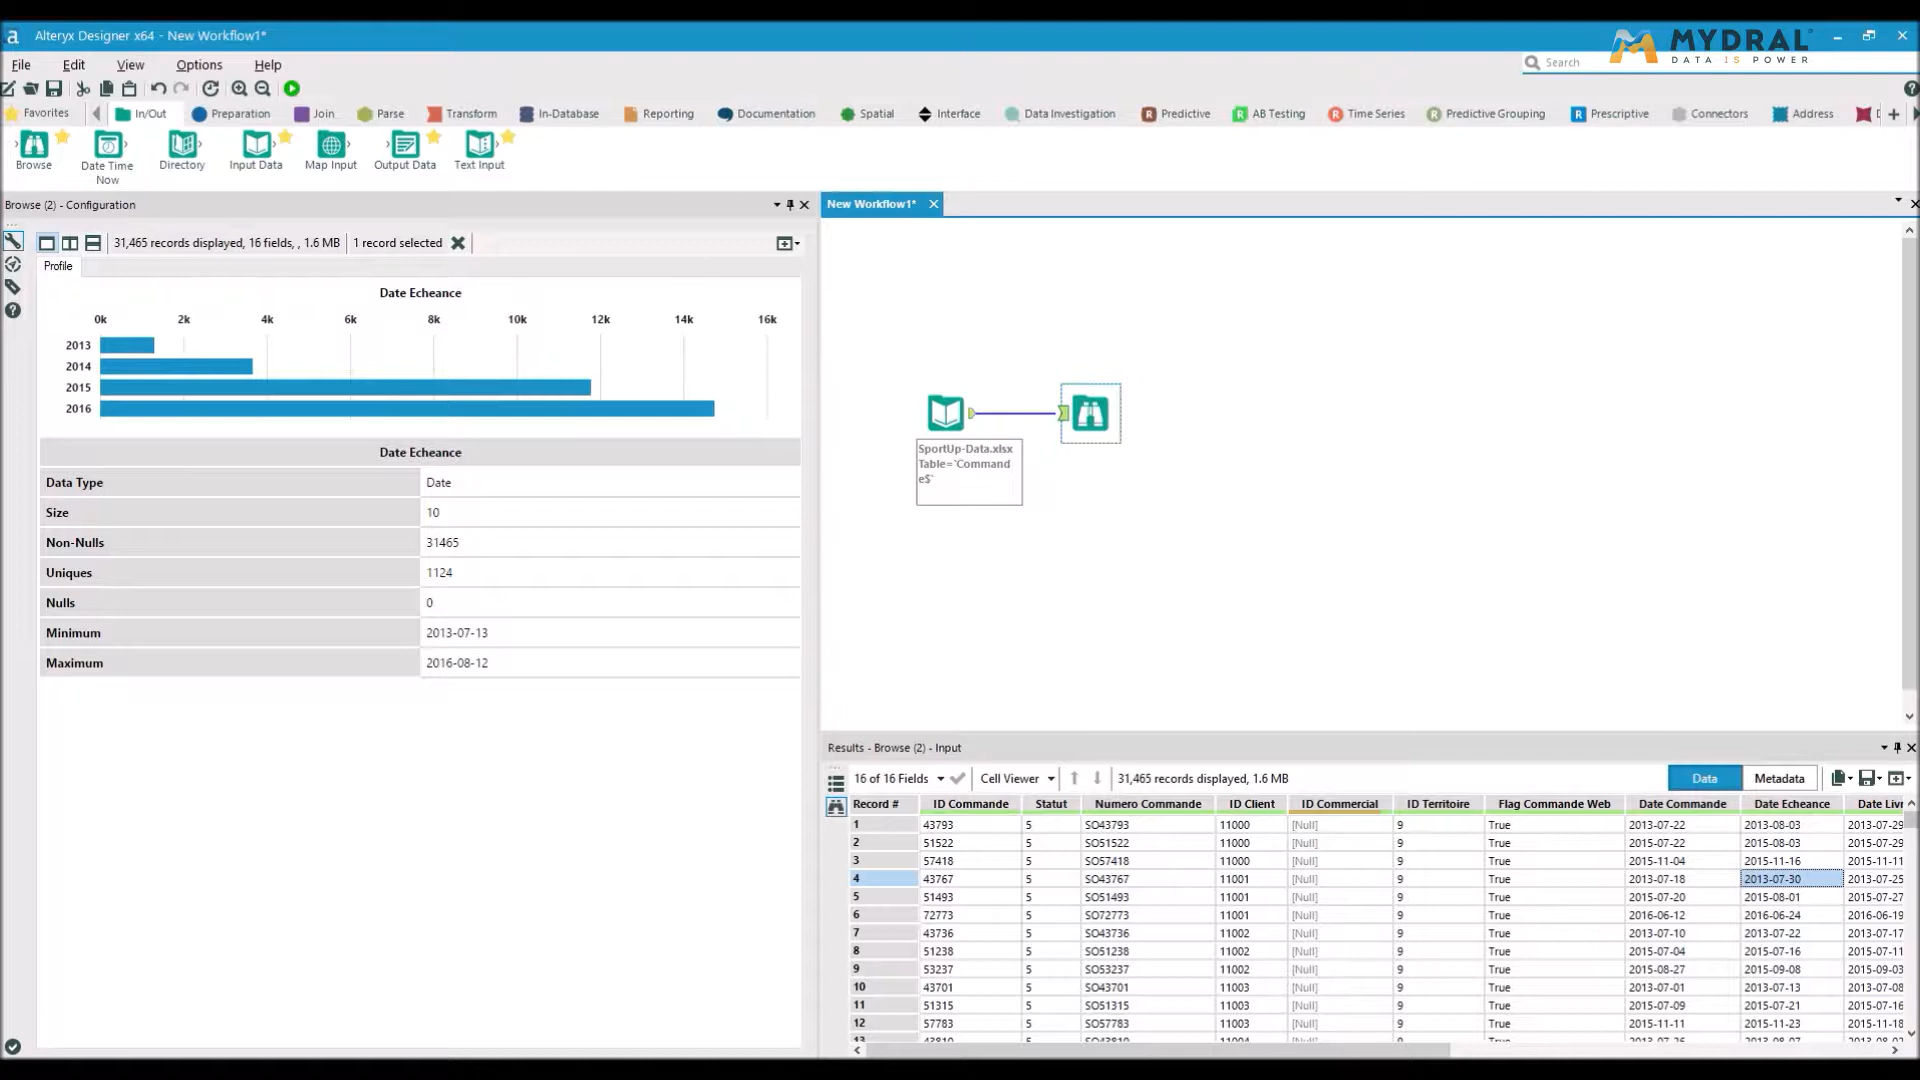 a Alteryx Designer x64 - New Workflow1*
MYDRAL
DATA IS POWER
File Edit View Options Help
Search
Favorites In/Out Preparation Join Parse Transform In-Database Reporting Documentation Spatial Interface Data Investigation Predictive AB Testing Time Series Predictive Grouping Prescriptive Connectors Address
Browse Date Time Now Directory Input Data Map Input Output Data Text Input
Browse (2) - Configuration
New Workflow1*
31,465 records displayed, 16 fields, , 1.6 MB 1 record selected
Profile
Date Echeance
0k 2k 4k 6k 8k 10k 12k 14k 16k
2013
2014
2015
2016
Date Echeance
Data Type Date
Size 10
Non-Nulls 31465
Uniques 1124
Nulls 0
Minimum 2013-07-13
Maximum 2016-08-12
SportUp-Data.xlsx
Table=`Command
e$`
Results - Browse (2) - Input
16 of 16 Fields Cell Viewer 31,465 records displayed, 1.6 MB Data Metadata
Record # ID Commande Statut Numero Commande ID Client ID Commercial ID Territoire Flag Commande Web Date Commande Date Echeance Date Livr
1 43793 5 SO43793 11000 [Null] 9 True 2013-07-22 2013-08-03 2013-07-29
2 51522 5 SO51522 11000 [Null] 9 True 2015-07-22 2015-08-03 2015-07-29
3 57418 5 SO57418 11000 [Null] 9 True 2015-11-04 2015-11-16 2015-11-11
4 43767 5 SO43767 11001 [Null] 9 True 2013-07-18 2013-07-30 2013-07-25
5 51493 5 SO51493 11001 [Null] 9 True 2015-07-20 2015-08-01 2015-07-27
6 72773 5 SO72773 11001 [Null] 9 True 2016-06-12 2016-06-24 2016-06-19
7 43736 5 SO43736 11002 [Null] 9 True 2013-07-10 2013-07-22 2013-07-17
8 51238 5 SO51238 11002 [Null] 9 True 2015-07-04 2015-07-16 2015-07-11
9 53237 5 SO53237 11002 [Null] 9 True 2015-08-27 2015-09-08 2015-09-03
10 43701 5 SO43701 11003 [Null] 9 True 2013-07-01 2013-07-13 2013-07-08
11 51315 5 SO51315 11003 [Null] 9 True 2015-07-09 2015-07-21 2015-07-16
12 57783 5 SO57783 11003 [Null] 9 True 2015-11-11 2015-11-23 2015-11-18